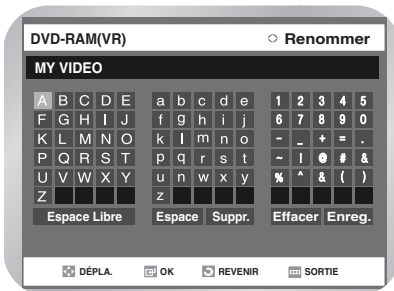 DVD-RAM(VR) Renommer
MY VIDEO
A B C D E a b c d e 1 2 3 4 5
F G H I J f g h i j 6 7 8 9 0
K L M N O k l m n o - _ + = .
P Q R S T p q r s t ~ | @ # &
U V W X Y u n w x y % ^ & ( )
Z z
Espace Libre Espace Suppr. Effacer Enreg.
DÉPLA. OK REVENIR SORTIE